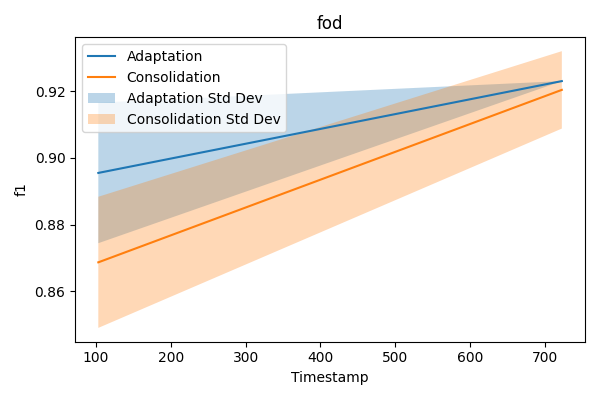 fod
Adaptation
Consolidation
Adaptation Std Dev
Consolidation Std Dev
f1
0.92
0.90
0.88
0.86
100 200 300 400 500 600 700
Timestamp